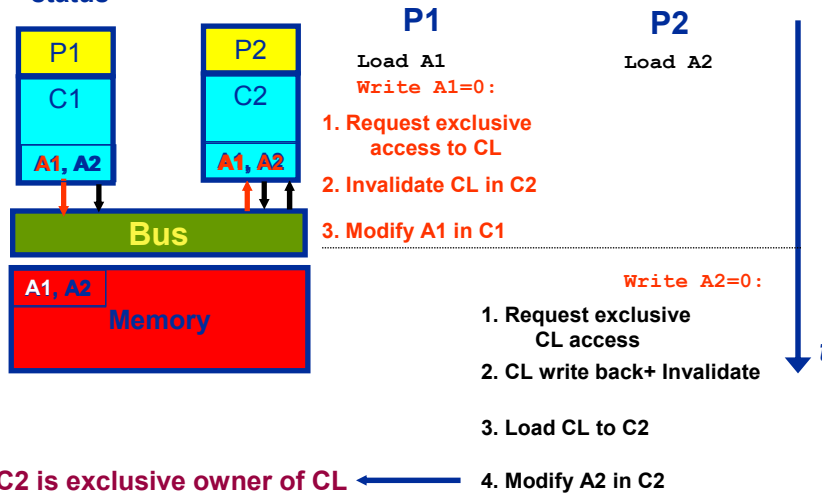 status
P1
C1
A1, A2
P2
C2
A1, A2
Bus
A1, A2
Memory
P1
P2
Load A1
Load A2
Write A1=0:
1. Request exclusive
access to CL
2. Invalidate CL in C2
3. Modify A1 in C1
Write A2=0:
1. Request exclusive
CL access
2. CL write back+ Invalidate
3. Load CL to C2
4. Modify A2 in C2
C2 is exclusive owner of CL